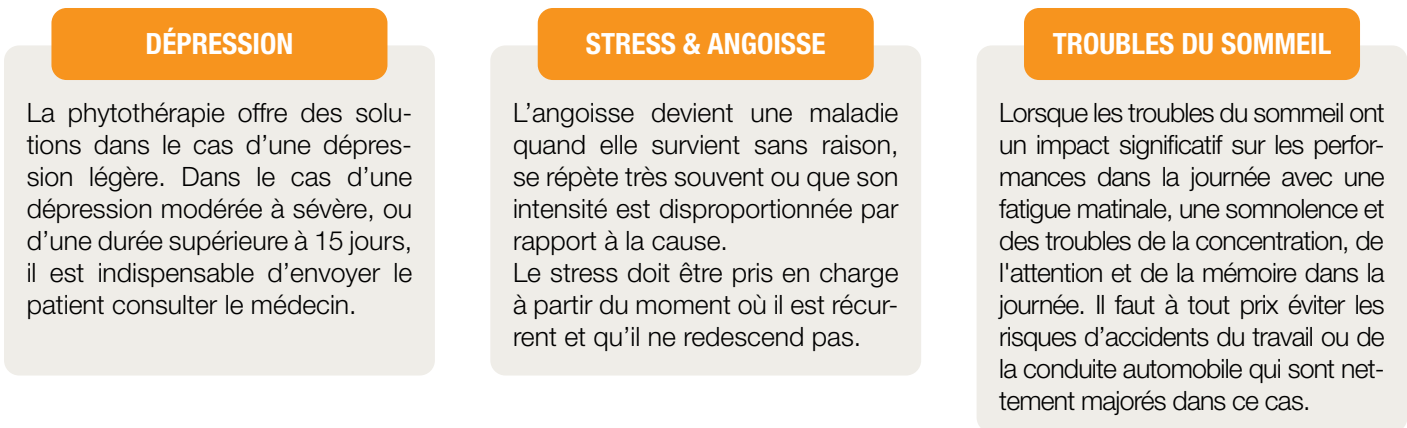 DÉPRESSION
La phytothérapie offre des solu-
tions dans le cas d’une dépres-
sion légère. Dans le cas d’une
dépression modérée à sévère, ou
d’une durée supérieure à 15 jours,
il est indispensable d’envoyer le
patient consulter le médecin.
STRESS & ANGOISSE
L’angoisse devient une maladie
quand elle survient sans raison,
se répète très souvent ou que son
intensité est disproportionnée par
rapport à la cause.
Le stress doit être pris en charge
à partir du moment où il est récur-
rent et qu’il ne redescend pas.
TROUBLES DU SOMMEIL
Lorsque les troubles du sommeil ont
un impact significatif sur les perfor-
mances dans la journée avec une
fatigue matinale, une somnolence et
des troubles de la concentration, de
l'attention et de la mémoire dans la
journée. Il faut à tout prix éviter les
risques d’accidents du travail ou de
la conduite automobile qui sont net-
tement majorés dans ce cas.